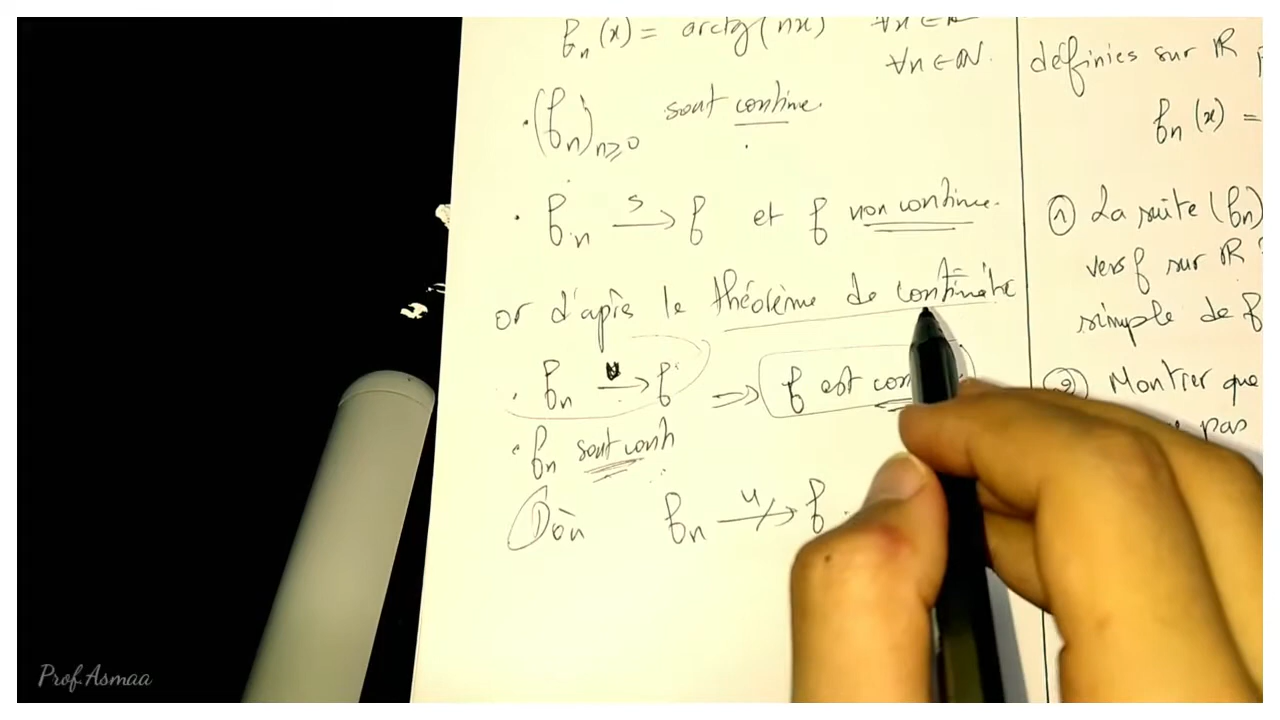 fn(x) = arctg(nx) ∀x ∈ R
∀n ∈ N.
. (fn)n≥0 sont continue.
. fn —s→ f et f non continue.
or d'après le théorème de continuité
. fn —u→ f ⇒ f est con
. fn sont conti
D'où fn —u/→ f.
définies sur R
fn(x) =
① La suite (fn)
vers f sur R ?
simple de f
② Montrer que
pas
Prof.Asmaa